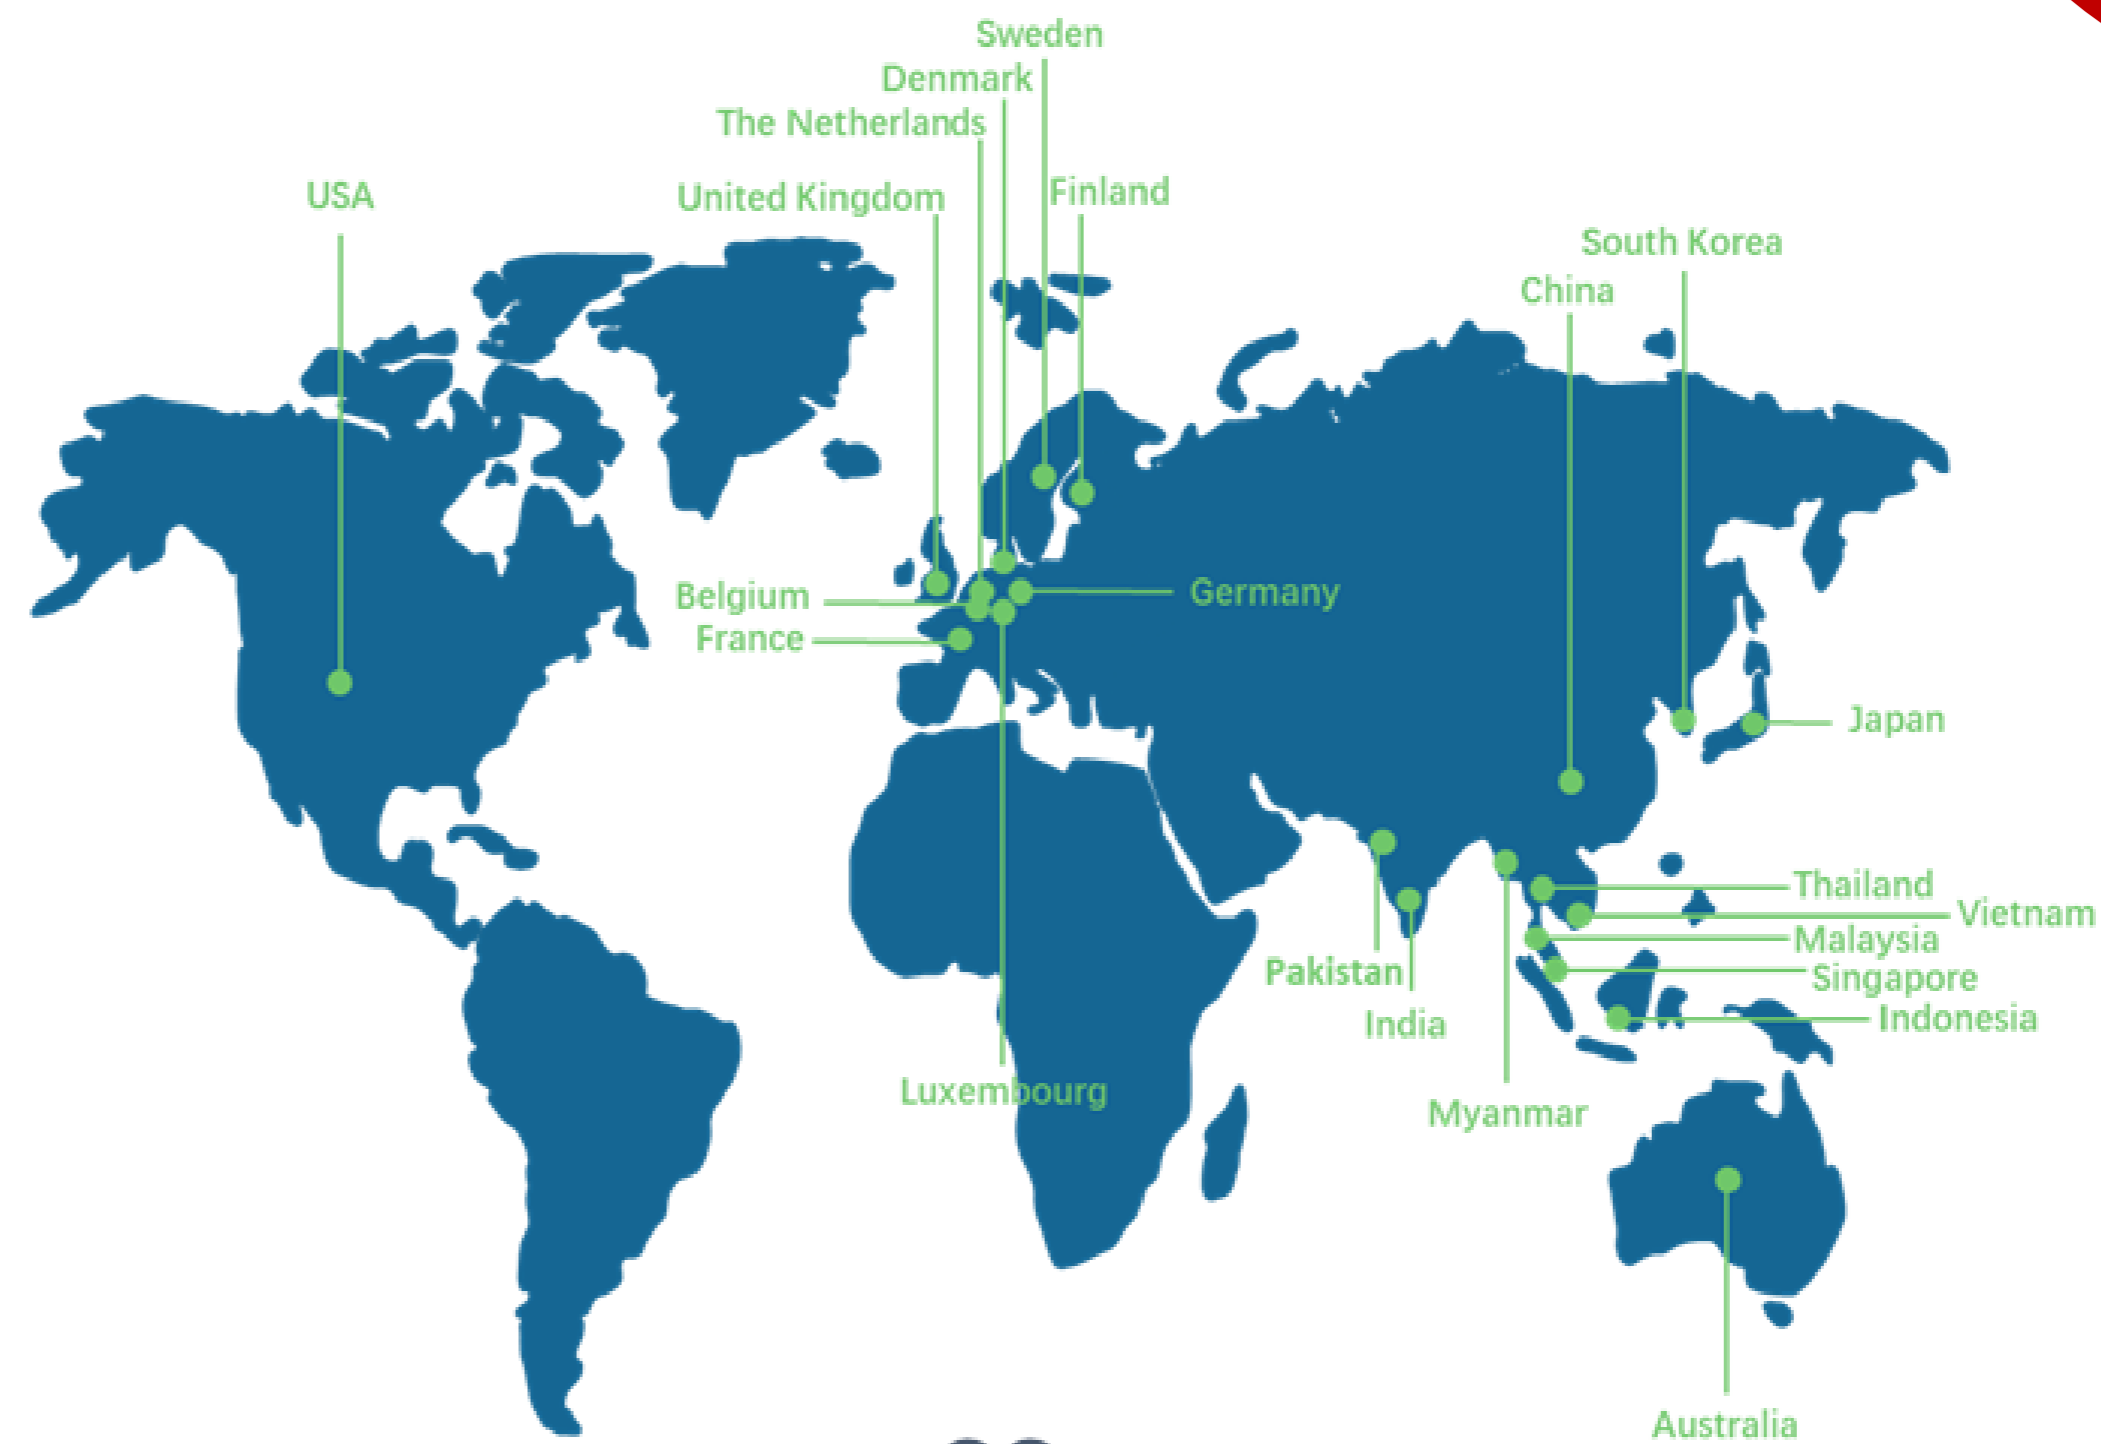 Sweden
Denmark
The Netherlands
USA
United Kingdom
Finland
South Korea
China
Belgium
Germany
France
Japan
Thailand
Vietnam
Malaysia
Pakistan
Singapore
India
Indonesia
Luxembourg
Myanmar
Australia